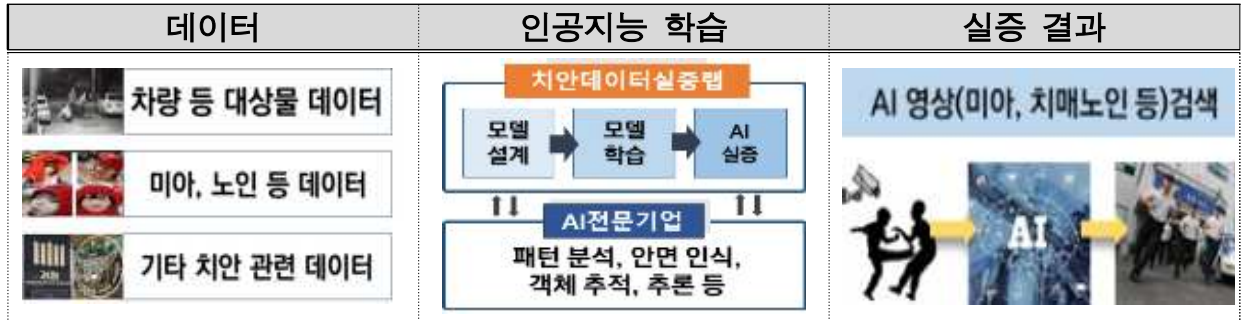 데이터
인공지능 학습
실증 결과
차량 등 대상물 데이터
미아, 노인 등 데이터
기타 치안 관련 데이터
치안데이터실증랩
모델
설계
모델
학습
AI
실증
AI전문기업
패턴 분석, 안면 인식,
객체 추적, 추론 등
AI 영상(미아, 치매노인 등)검색
AI